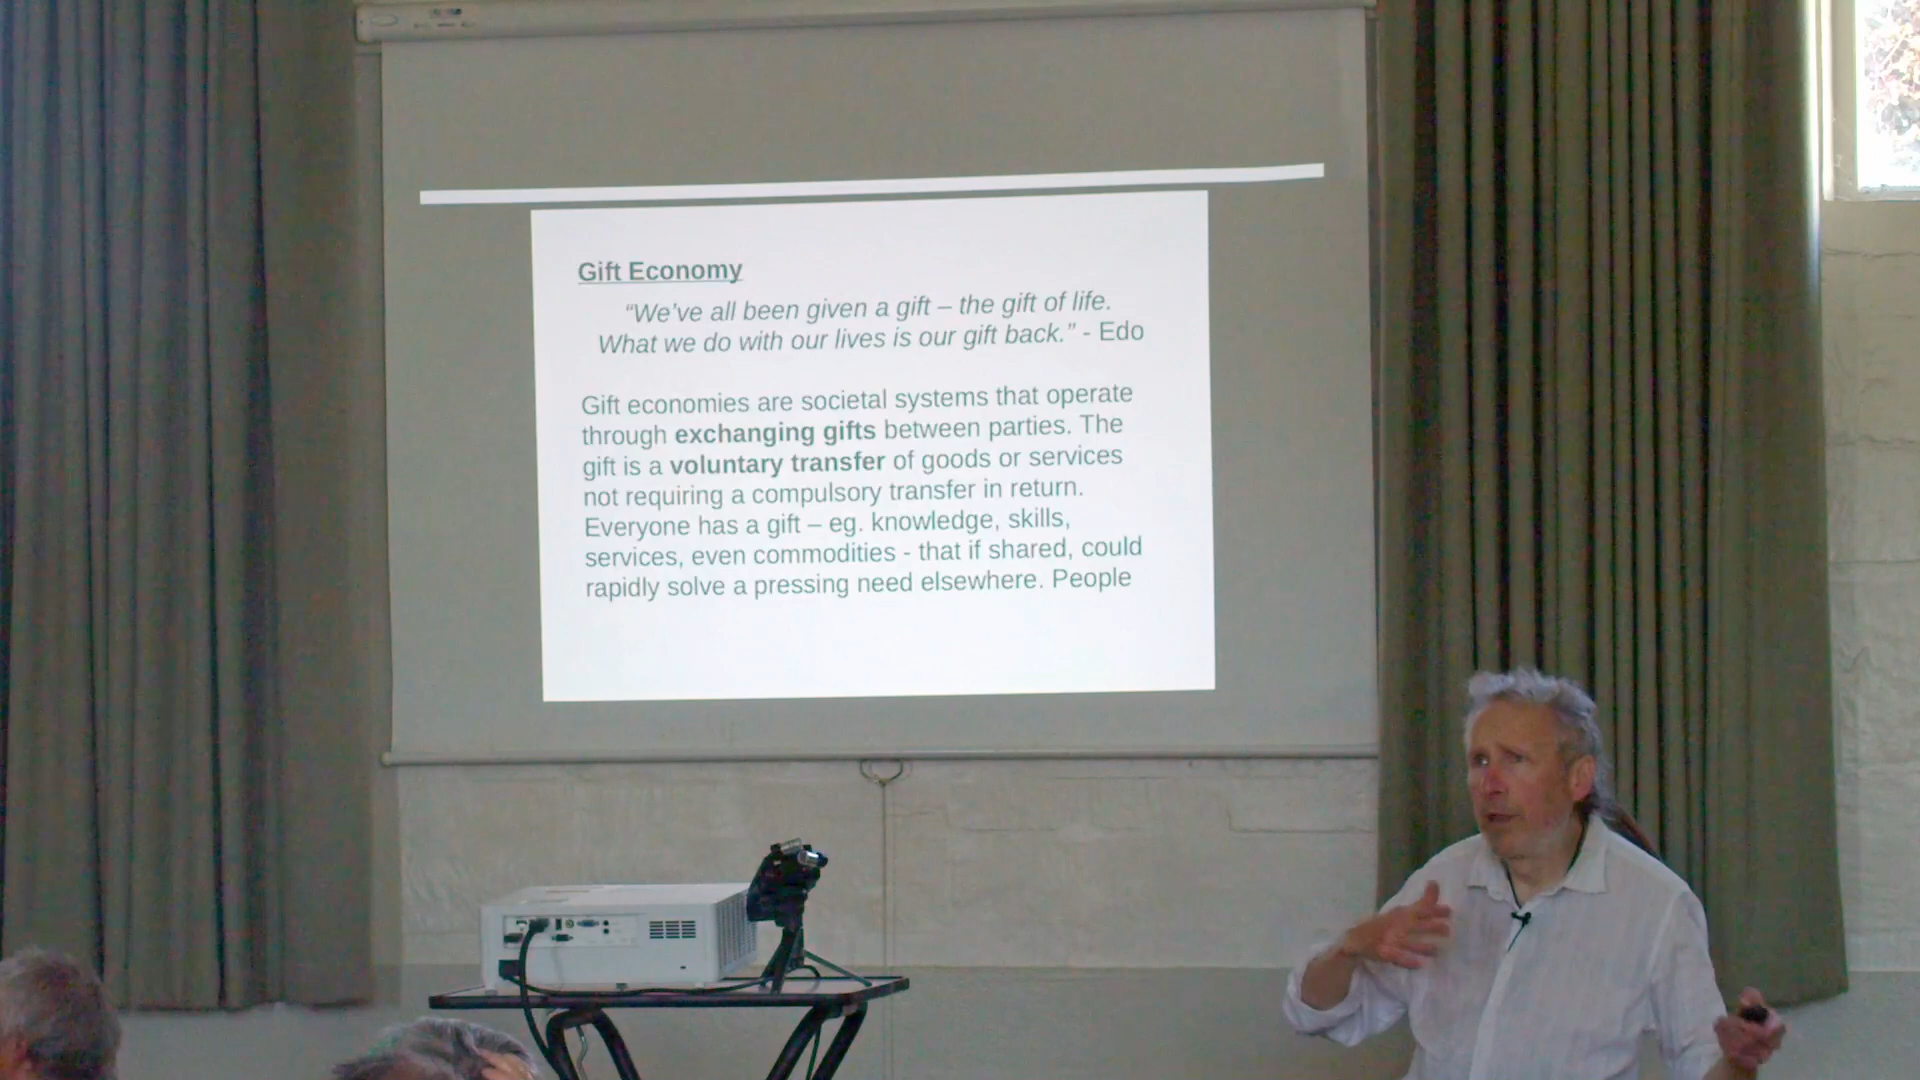 Gift Economy
“We’ve all been given a gift – the gift of life.
What we do with our lives is our gift back.” - Edo
Gift economies are societal systems that operate
through exchanging gifts between parties. The
gift is a voluntary transfer of goods or services
not requiring a compulsory transfer in return.
Everyone has a gift – eg. knowledge, skills,
services, even commodities - that if shared, could
rapidly solve a pressing need elsewhere. People